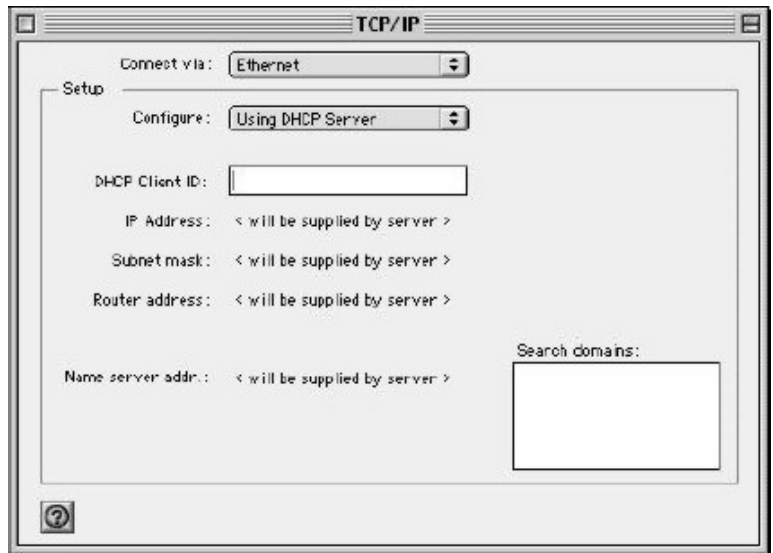 TCP/IP
Connect via: Ethernet
Setup
Configure: Using DHCP Server
DHCP Client ID:
IP Address: < will be supplied by server >
Subnet mask: < will be supplied by server >
Router address: < will be supplied by server >
Search domains:
Name server addr.: < will be supplied by server >
?